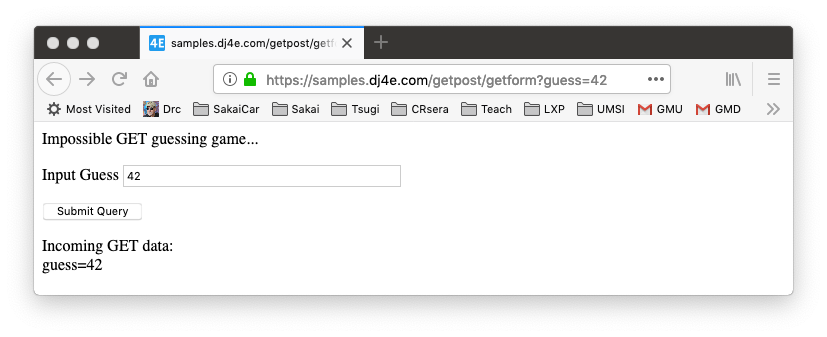 4E samples.dj4e.com/getpost/getf
https://samples.dj4e.com/getpost/getform?guess=42
Most Visited Drc SakaiCar Sakai Tsugi CRsera Teach LXP UMSI GMU GMD
Impossible GET guessing game...
Input Guess 42
Submit Query
Incoming GET data:
guess=42